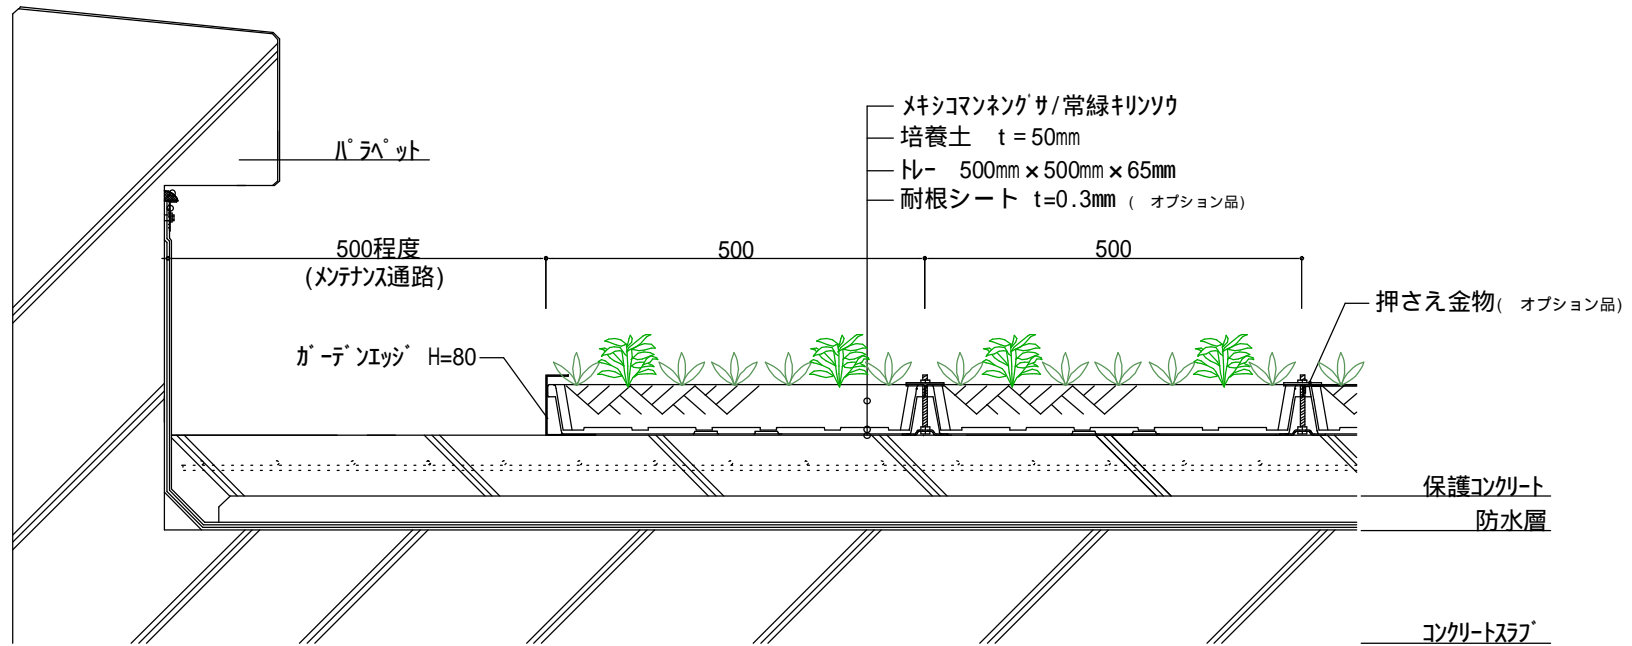 メキシコマンネングサ/常緑キリンソウ
培養土 t=50mm
トレー 500mm×500mm×65mm
耐根シート t=0.3mm ( オプション品)
パラペット
500程度
(メンテナンス通路)
500
500
押さえ金物( オプション品)
ガーデンエッジ H=80
保護コンクリート
防水層
コンクリートスラブ